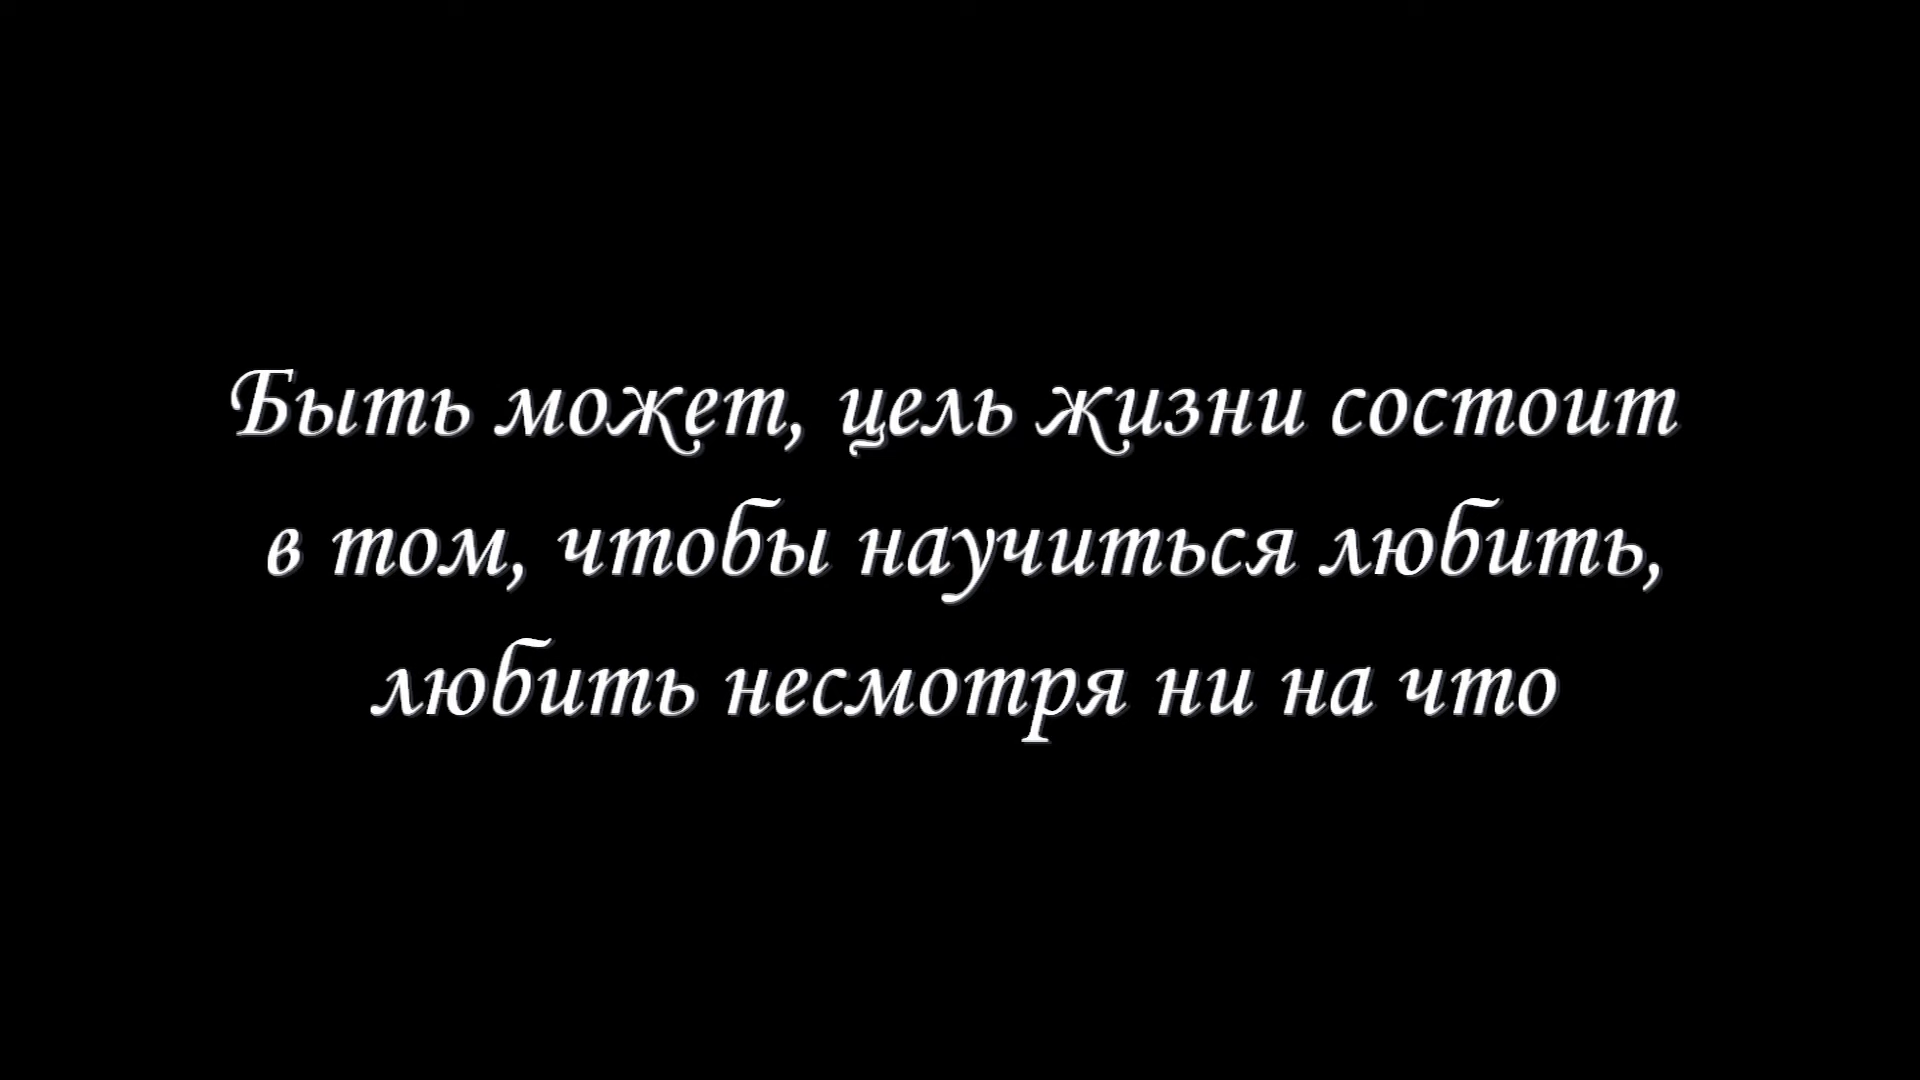 Быть может, цель жизни состоит
в том, чтобы научиться любить,
любить несмотря ни на что